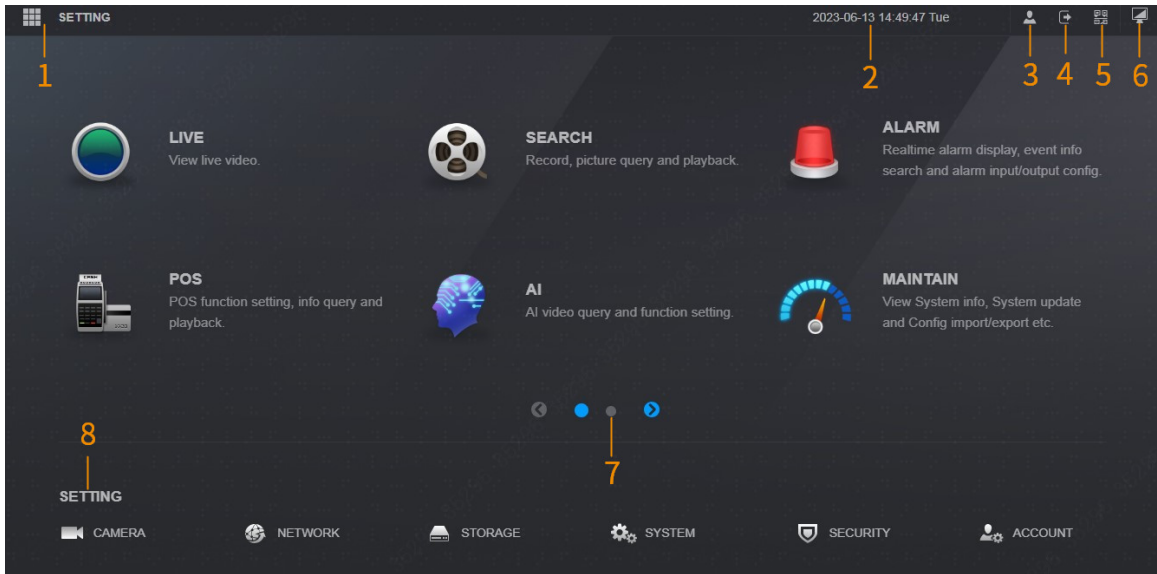 SETTING
2023-06-13 14:49:47 Tue
1
2
3
4
5
6
LIVE
View live video.
SEARCH
Record, picture query and playback.
ALARM
Realtime alarm display, event info
search and alarm input/output config.
POS
POS function setting, info query and
playback.
AI
AI video query and function setting.
MAINTAIN
View System info, System update
and Config import/export etc.
7
8
SETTING
CAMERA
NETWORK
STORAGE
SYSTEM
SECURITY
ACCOUNT